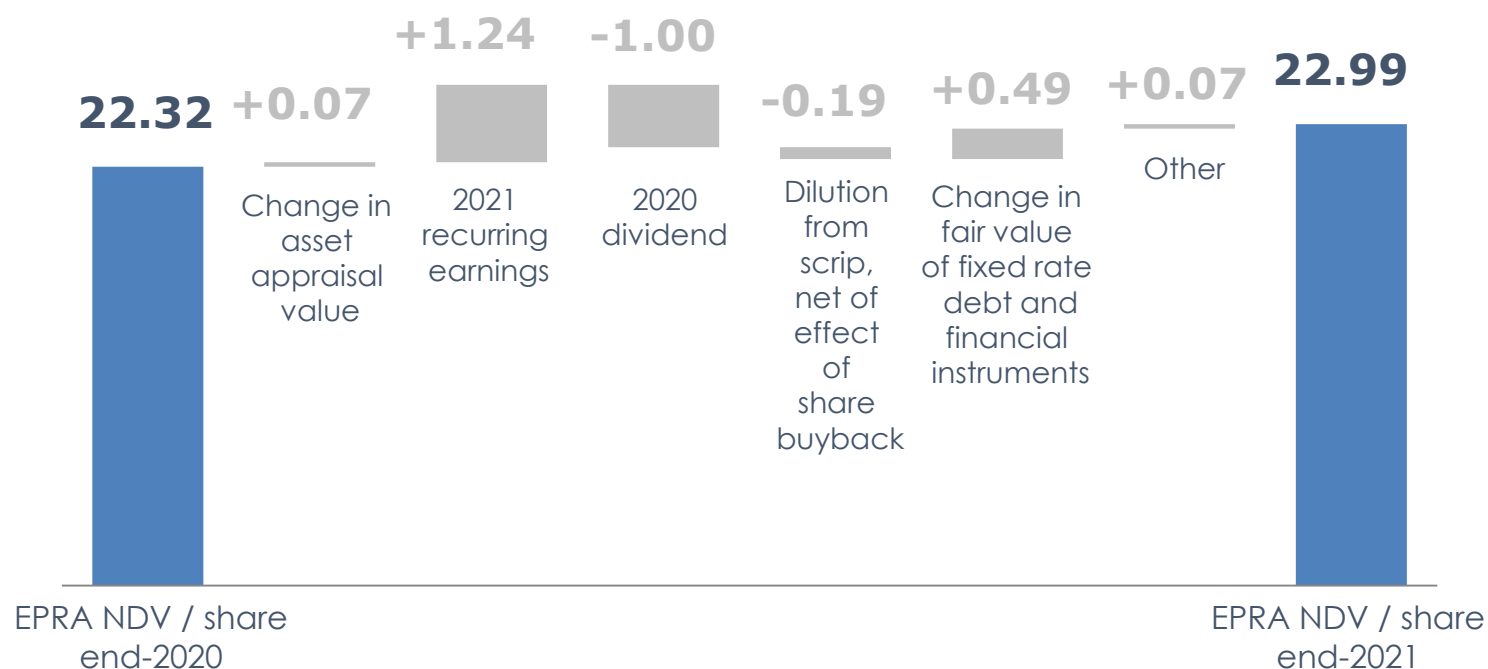 22.32
EPRA NDV / share
end-2020
+0.07
Change in
asset
appraisal
value
+1.24
2021
recurring
earnings
-1.00
2020
dividend
-0.19
Dilution
from
scrip,
net of
effect
of
share
buyback
+0.49
Change in
fair value
of fixed rate
debt and
financial
instruments
+0.07
Other
22.99
EPRA NDV / share
end-2021